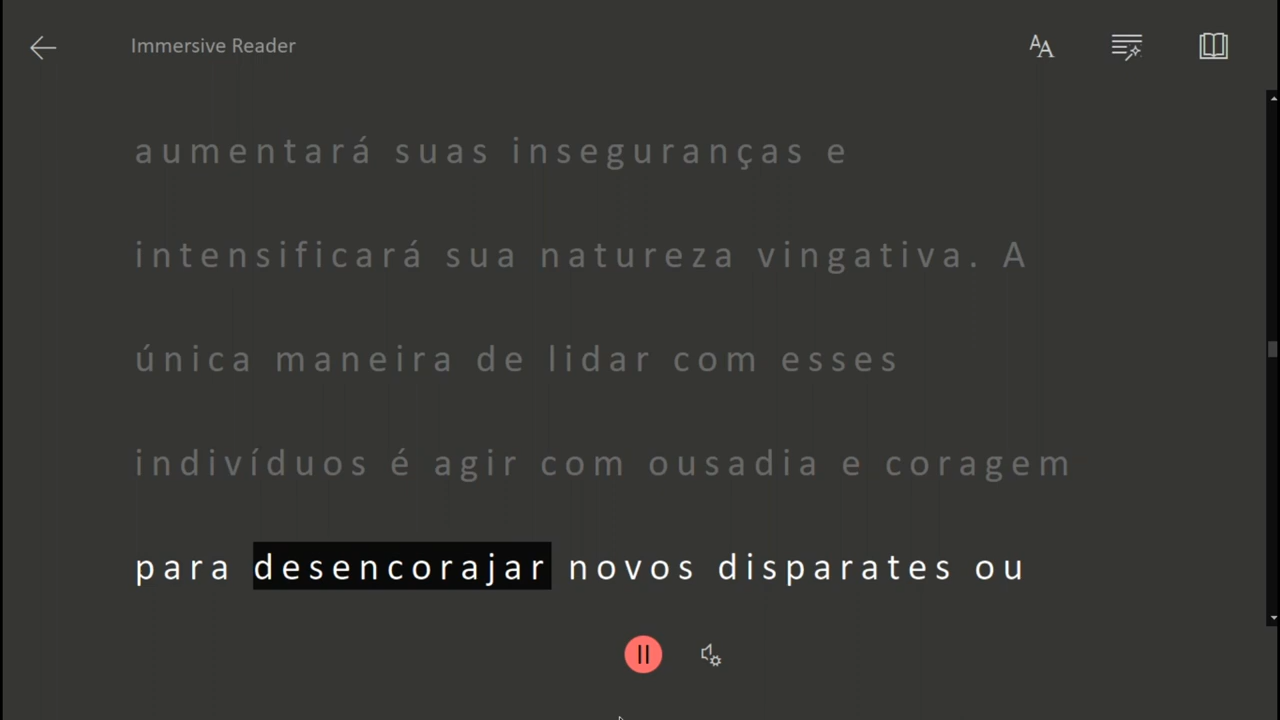 Immersive Reader
aumentará suas inseguranças e
intensificará sua natureza vingativa. A
única maneira de lidar com esses
indivíduos é agir com ousadia e coragem
para desencorajar novos disparates ou